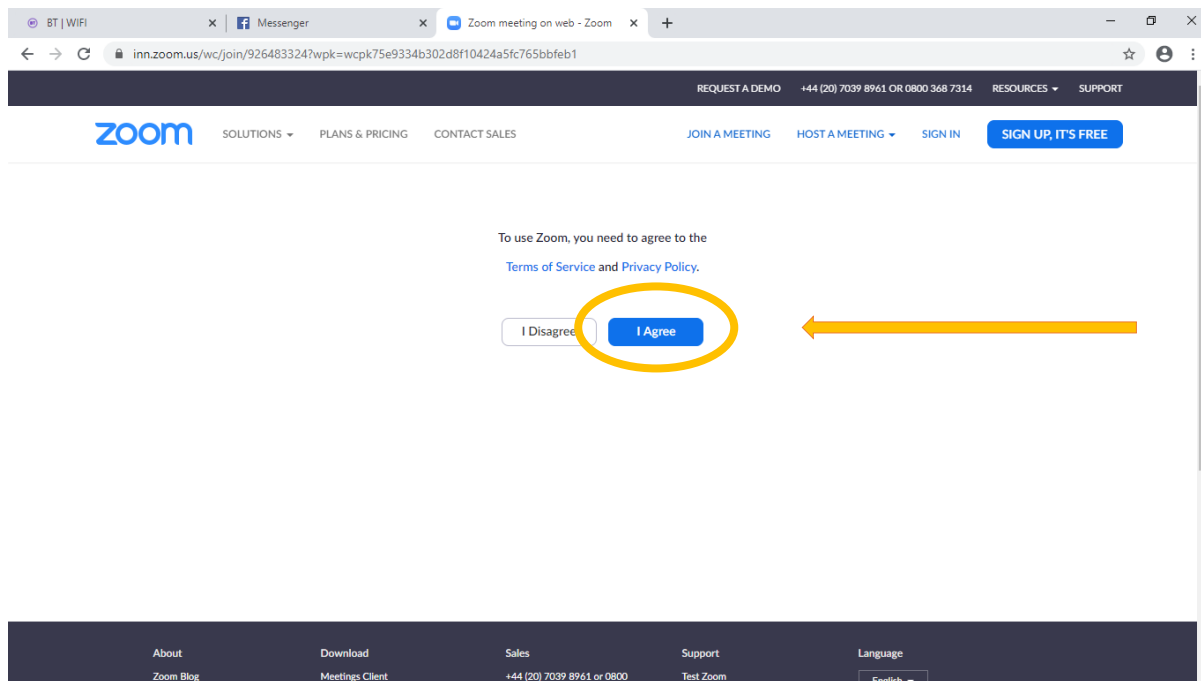 BT | WIFI
Messenger
Zoom meeting on web - Zoom
inn.zoom.us/wc/join/926483324?wpk=wcpk75e9334b302d8f10424a5fc765bbfeb1
REQUEST A DEMO +44 (20) 7039 8961 OR 0800 368 7314 RESOURCES SUPPORT
zoom SOLUTIONS PLANS & PRICING CONTACT SALES JOIN A MEETING HOST A MEETING SIGN IN SIGN UP, IT'S FREE
To use Zoom, you need to agree to the
Terms of Service and Privacy Policy.
I Disagree I Agree
About Download Sales Support Language
Zoom Blog Meetings Client +44 (20) 7039 8961 or 0800 Test Zoom English